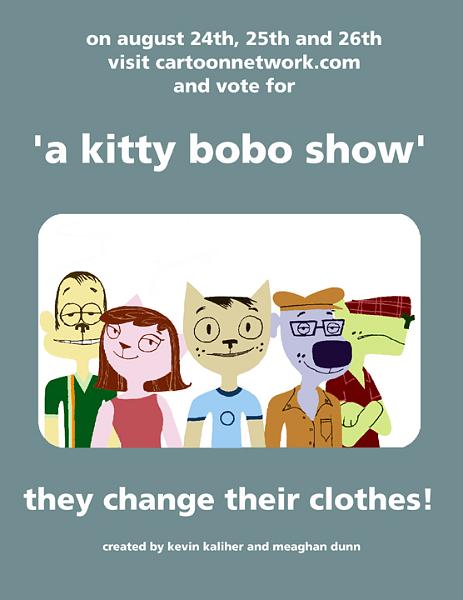 on august 24th, 25th and 26th
visit cartoonnetwork.com
and vote for
'a kitty bobo show'
they change their clothes!
created by kevin kaliher and meaghan dunn